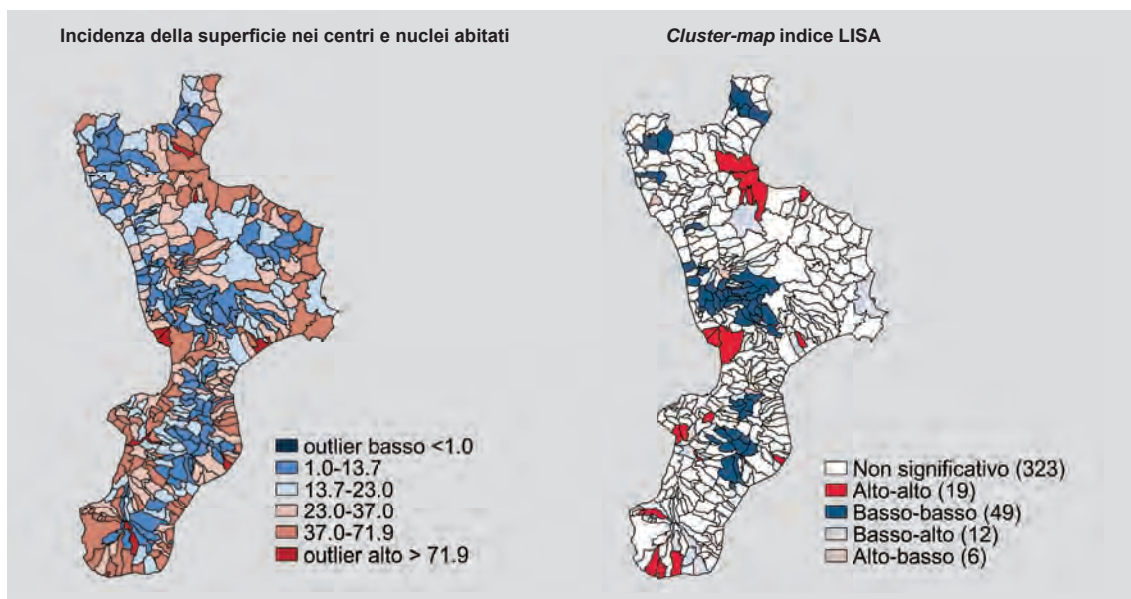 Incidenza della superficie nei centri e nuclei abitati
Cluster-map indice LISA
outlier basso <1.0
1.0-13.7
13.7-23.0
23.0-37.0
37.0-71.9
outlier alto > 71.9
Non significativo (323)
Alto-alto (19)
Basso-basso (49)
Basso-alto (12)
Alto-basso (6)